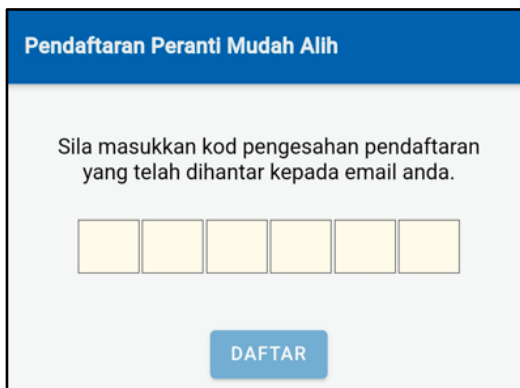 Pendaftaran Peranti Mudah Alih
Sila masukkan kod pengesahan pendaftaran
yang telah dihantar kepada email anda.
DAFTAR